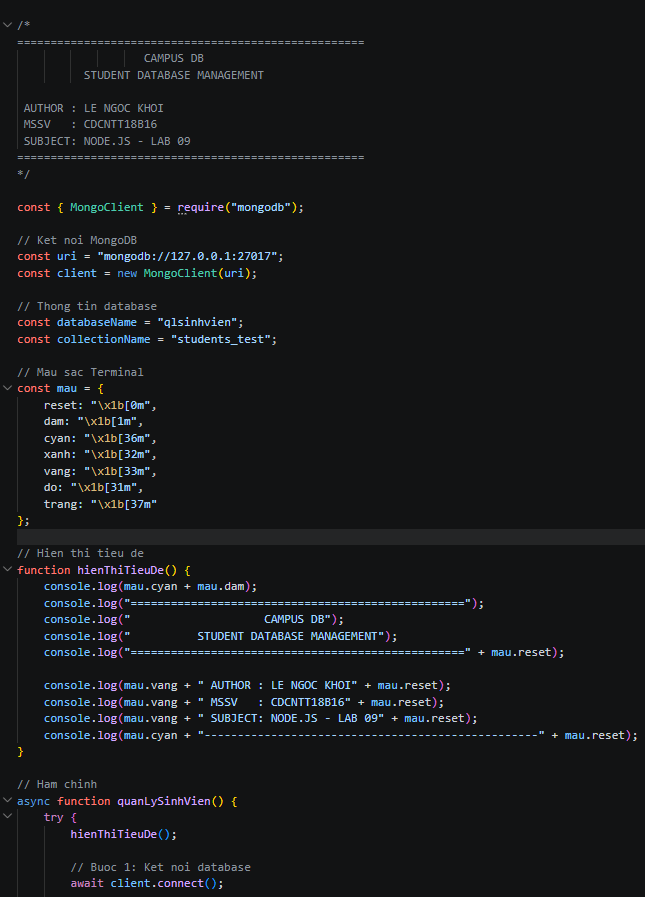 /*
====================================================
CAMPUS DB
STUDENT DATABASE MANAGEMENT
AUTHOR : LE NGOC KHOI
MSSV   : CDCNTT18B16
SUBJECT: NODE.JS - LAB 09
====================================================
*/
const { MongoClient } = require("mongodb");
// Ket noi MongoDB
const uri = "mongodb://127.0.0.1:27017";
const client = new MongoClient(uri);
// Thong tin database
const databaseName = "qlsinhvien";
const collectionName = "students_test";
// Mau sac Terminal
const mau = {
    reset: "\x1b[0m",
    dam: "\x1b[1m",
    cyan: "\x1b[36m",
    xanh: "\x1b[32m",
    vang: "\x1b[33m",
    do: "\x1b[31m",
    trang: "\x1b[37m"
};
// Hien thi tieu de
function hienThiTieuDe() {
    console.log(mau.cyan + mau.dam);
    console.log("==================================================");
    console.log("                    CAMPUS DB");
    console.log("          STUDENT DATABASE MANAGEMENT");
    console.log("==================================================" + mau.reset);
    console.log(mau.vang + " AUTHOR : LE NGOC KHOI" + mau.reset);
    console.log(mau.vang + " MSSV   : CDCNTT18B16" + mau.reset);
    console.log(mau.vang + " SUBJECT: NODE.JS - LAB 09" + mau.reset);
    console.log(mau.cyan + "--------------------------------------------------" + mau.reset);
}
// Ham chinh
async function quanLySinhVien() {
    try {
        hienThiTieuDe();
        // Buoc 1: Ket noi database
        await client.connect();